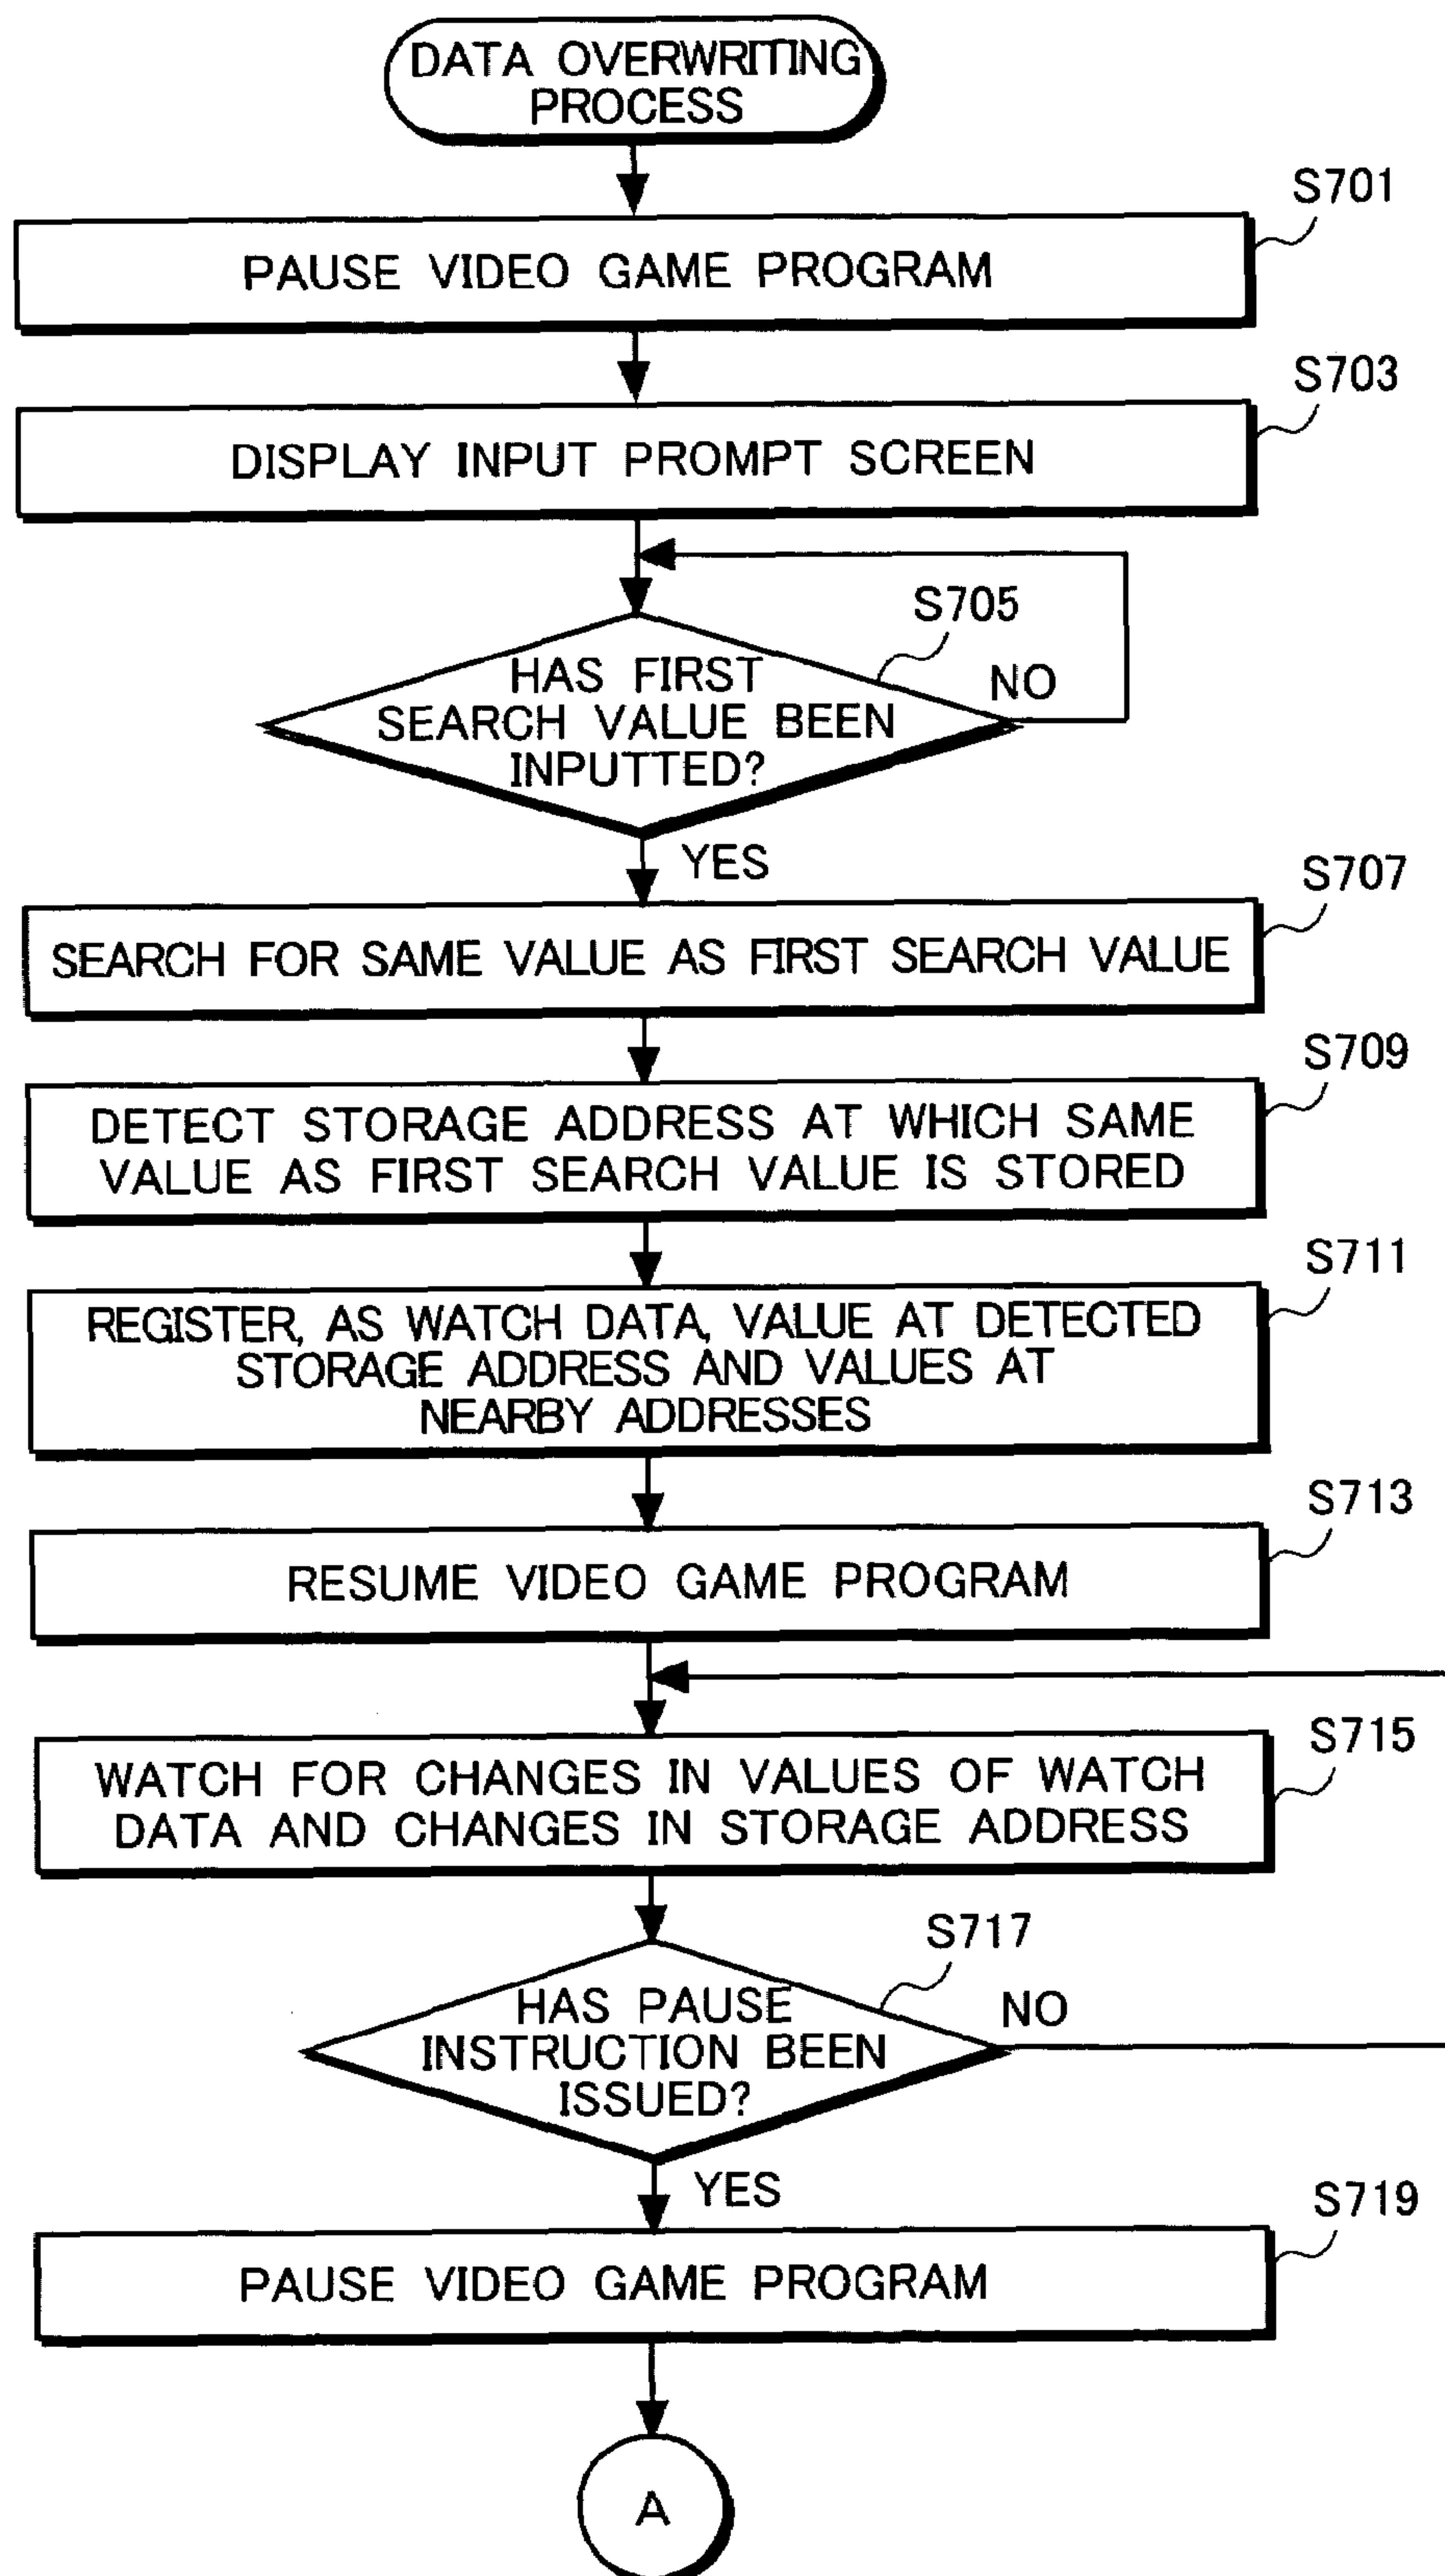 DATA OVERWRITING
PROCESS
S701
PAUSE VIDEO GAME PROGRAM
S703
DISPLAY INPUT PROMPT SCREEN
S705
HAS FIRST
SEARCH VALUE BEEN
INPUTTED?
NO
YES
S707
SEARCH FOR SAME VALUE AS FIRST SEARCH VALUE
S709
DETECT STORAGE ADDRESS AT WHICH SAME
VALUE AS FIRST SEARCH VALUE IS STORED
S711
REGISTER, AS WATCH DATA, VALUE AT DETECTED
STORAGE ADDRESS AND VALUES AT
NEARBY ADDRESSES
S713
RESUME VIDEO GAME PROGRAM
S715
WATCH FOR CHANGES IN VALUES OF WATCH
DATA AND CHANGES IN STORAGE ADDRESS
S717
HAS PAUSE
INSTRUCTION BEEN
ISSUED?
NO
YES
S719
PAUSE VIDEO GAME PROGRAM
A